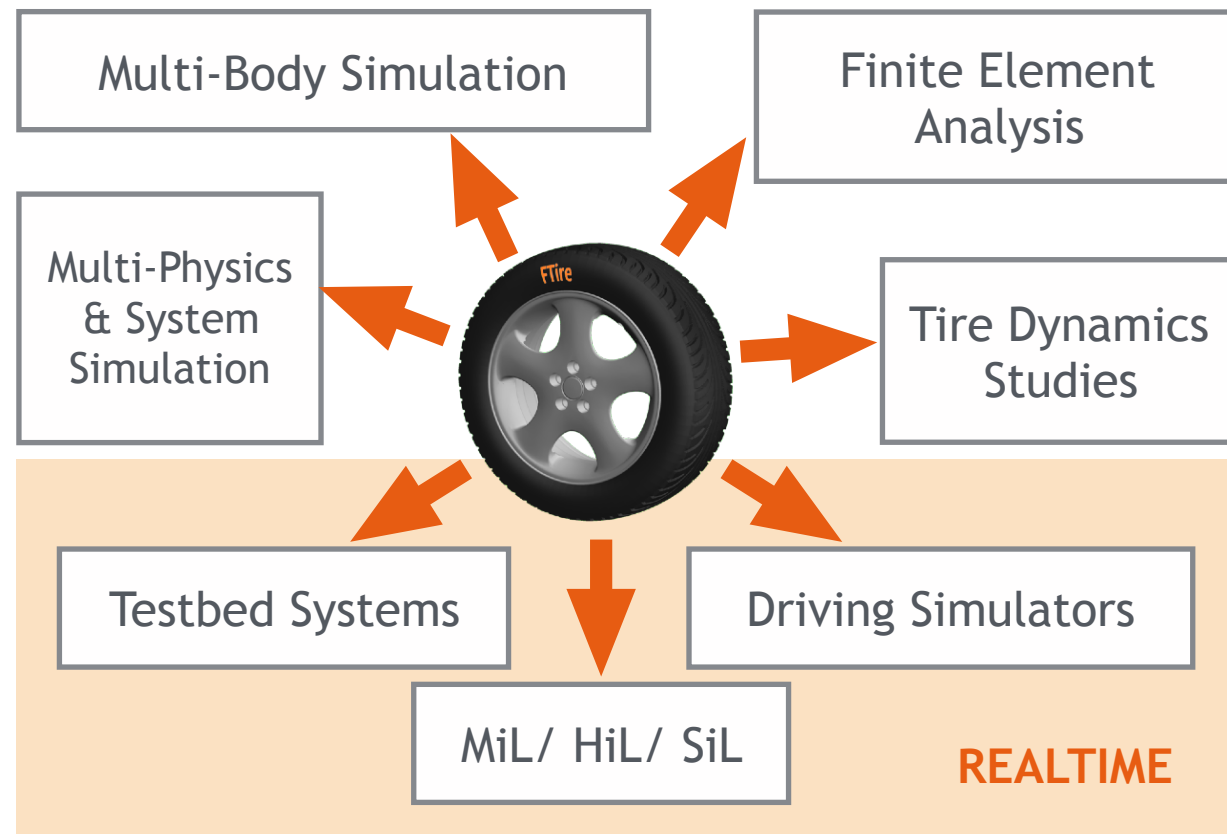 Multi-Body Simulation
Finite Element
Analysis
Multi-Physics
& System
Simulation
FTire
Tire Dynamics
Studies
Testbed Systems
Driving Simulators
MiL/ HiL/ SiL
REALTIME